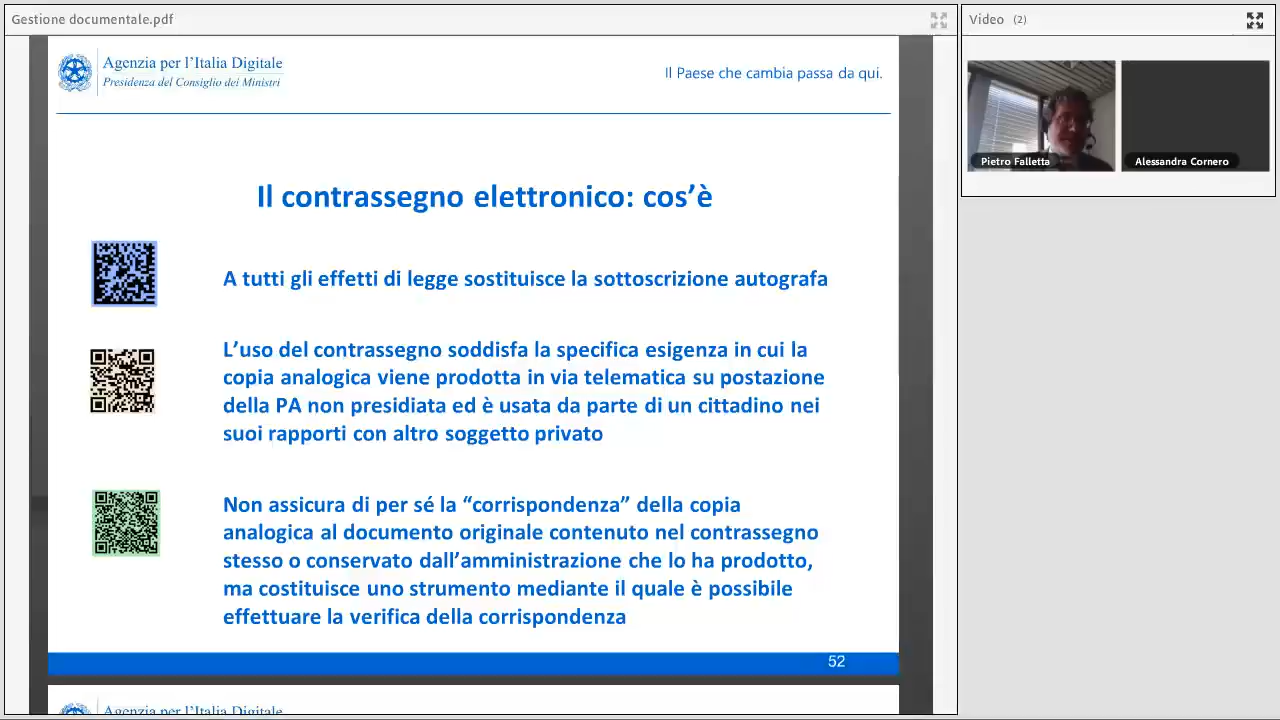 Gestione documentale.pdf
Video (2)
Agenzia per l'Italia Digitale
Presidenza del Consiglio dei Ministri
Il Paese che cambia passa da qui.
Pietro Falletta
Alessandra Cornero
Il contrassegno elettronico: cos’è
A tutti gli effetti di legge sostituisce la sottoscrizione autografa
L’uso del contrassegno soddisfa la specifica esigenza in cui la
copia analogica viene prodotta in via telematica su postazione
della PA non presidiata ed è usata da parte di un cittadino nei
suoi rapporti con altro soggetto privato
Non assicura di per sé la “corrispondenza” della copia
analogica al documento originale contenuto nel contrassegno
stesso o conservato dall’amministrazione che lo ha prodotto,
ma costituisce uno strumento mediante il quale è possibile
effettuare la verifica della corrispondenza
52
Agenzia per l'Italia Digitale